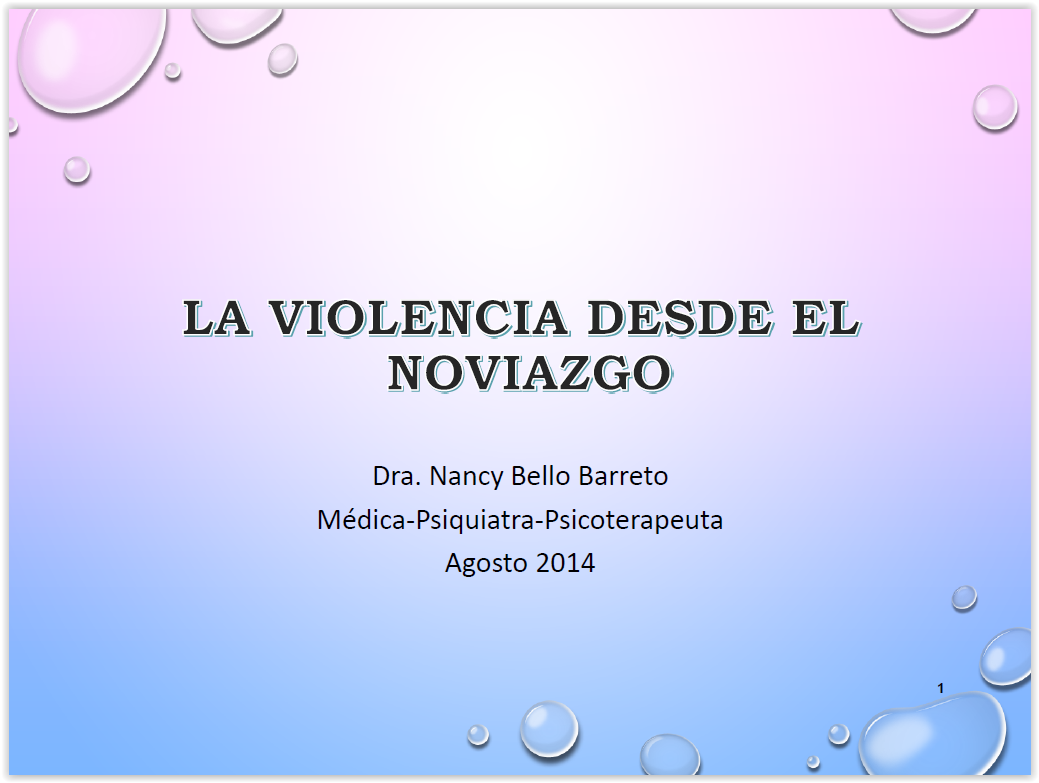 LA VIOLENCIA DESDE EL
NOVIAZGO
Dra. Nancy Bello Barreto
Médica-Psiquiatra-Psicoterapeuta
Agosto 2014
1